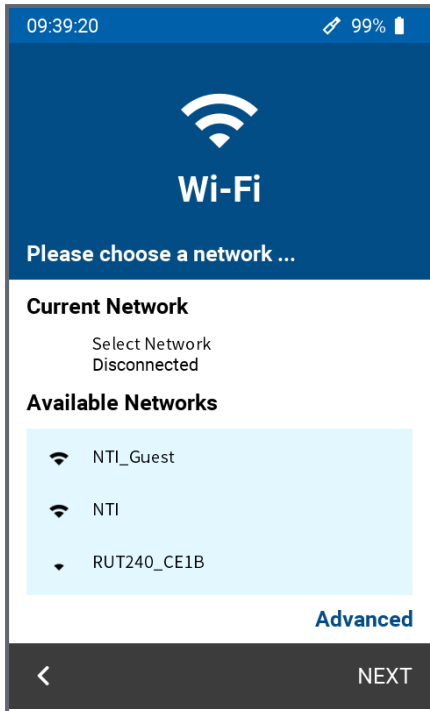 09:39:20 99%
Wi-Fi
Please choose a network ...
Current Network
Select Network
Disconnected
Available Networks
NTI_Guest
NTI
RUT240_CE1B
Advanced
NEXT